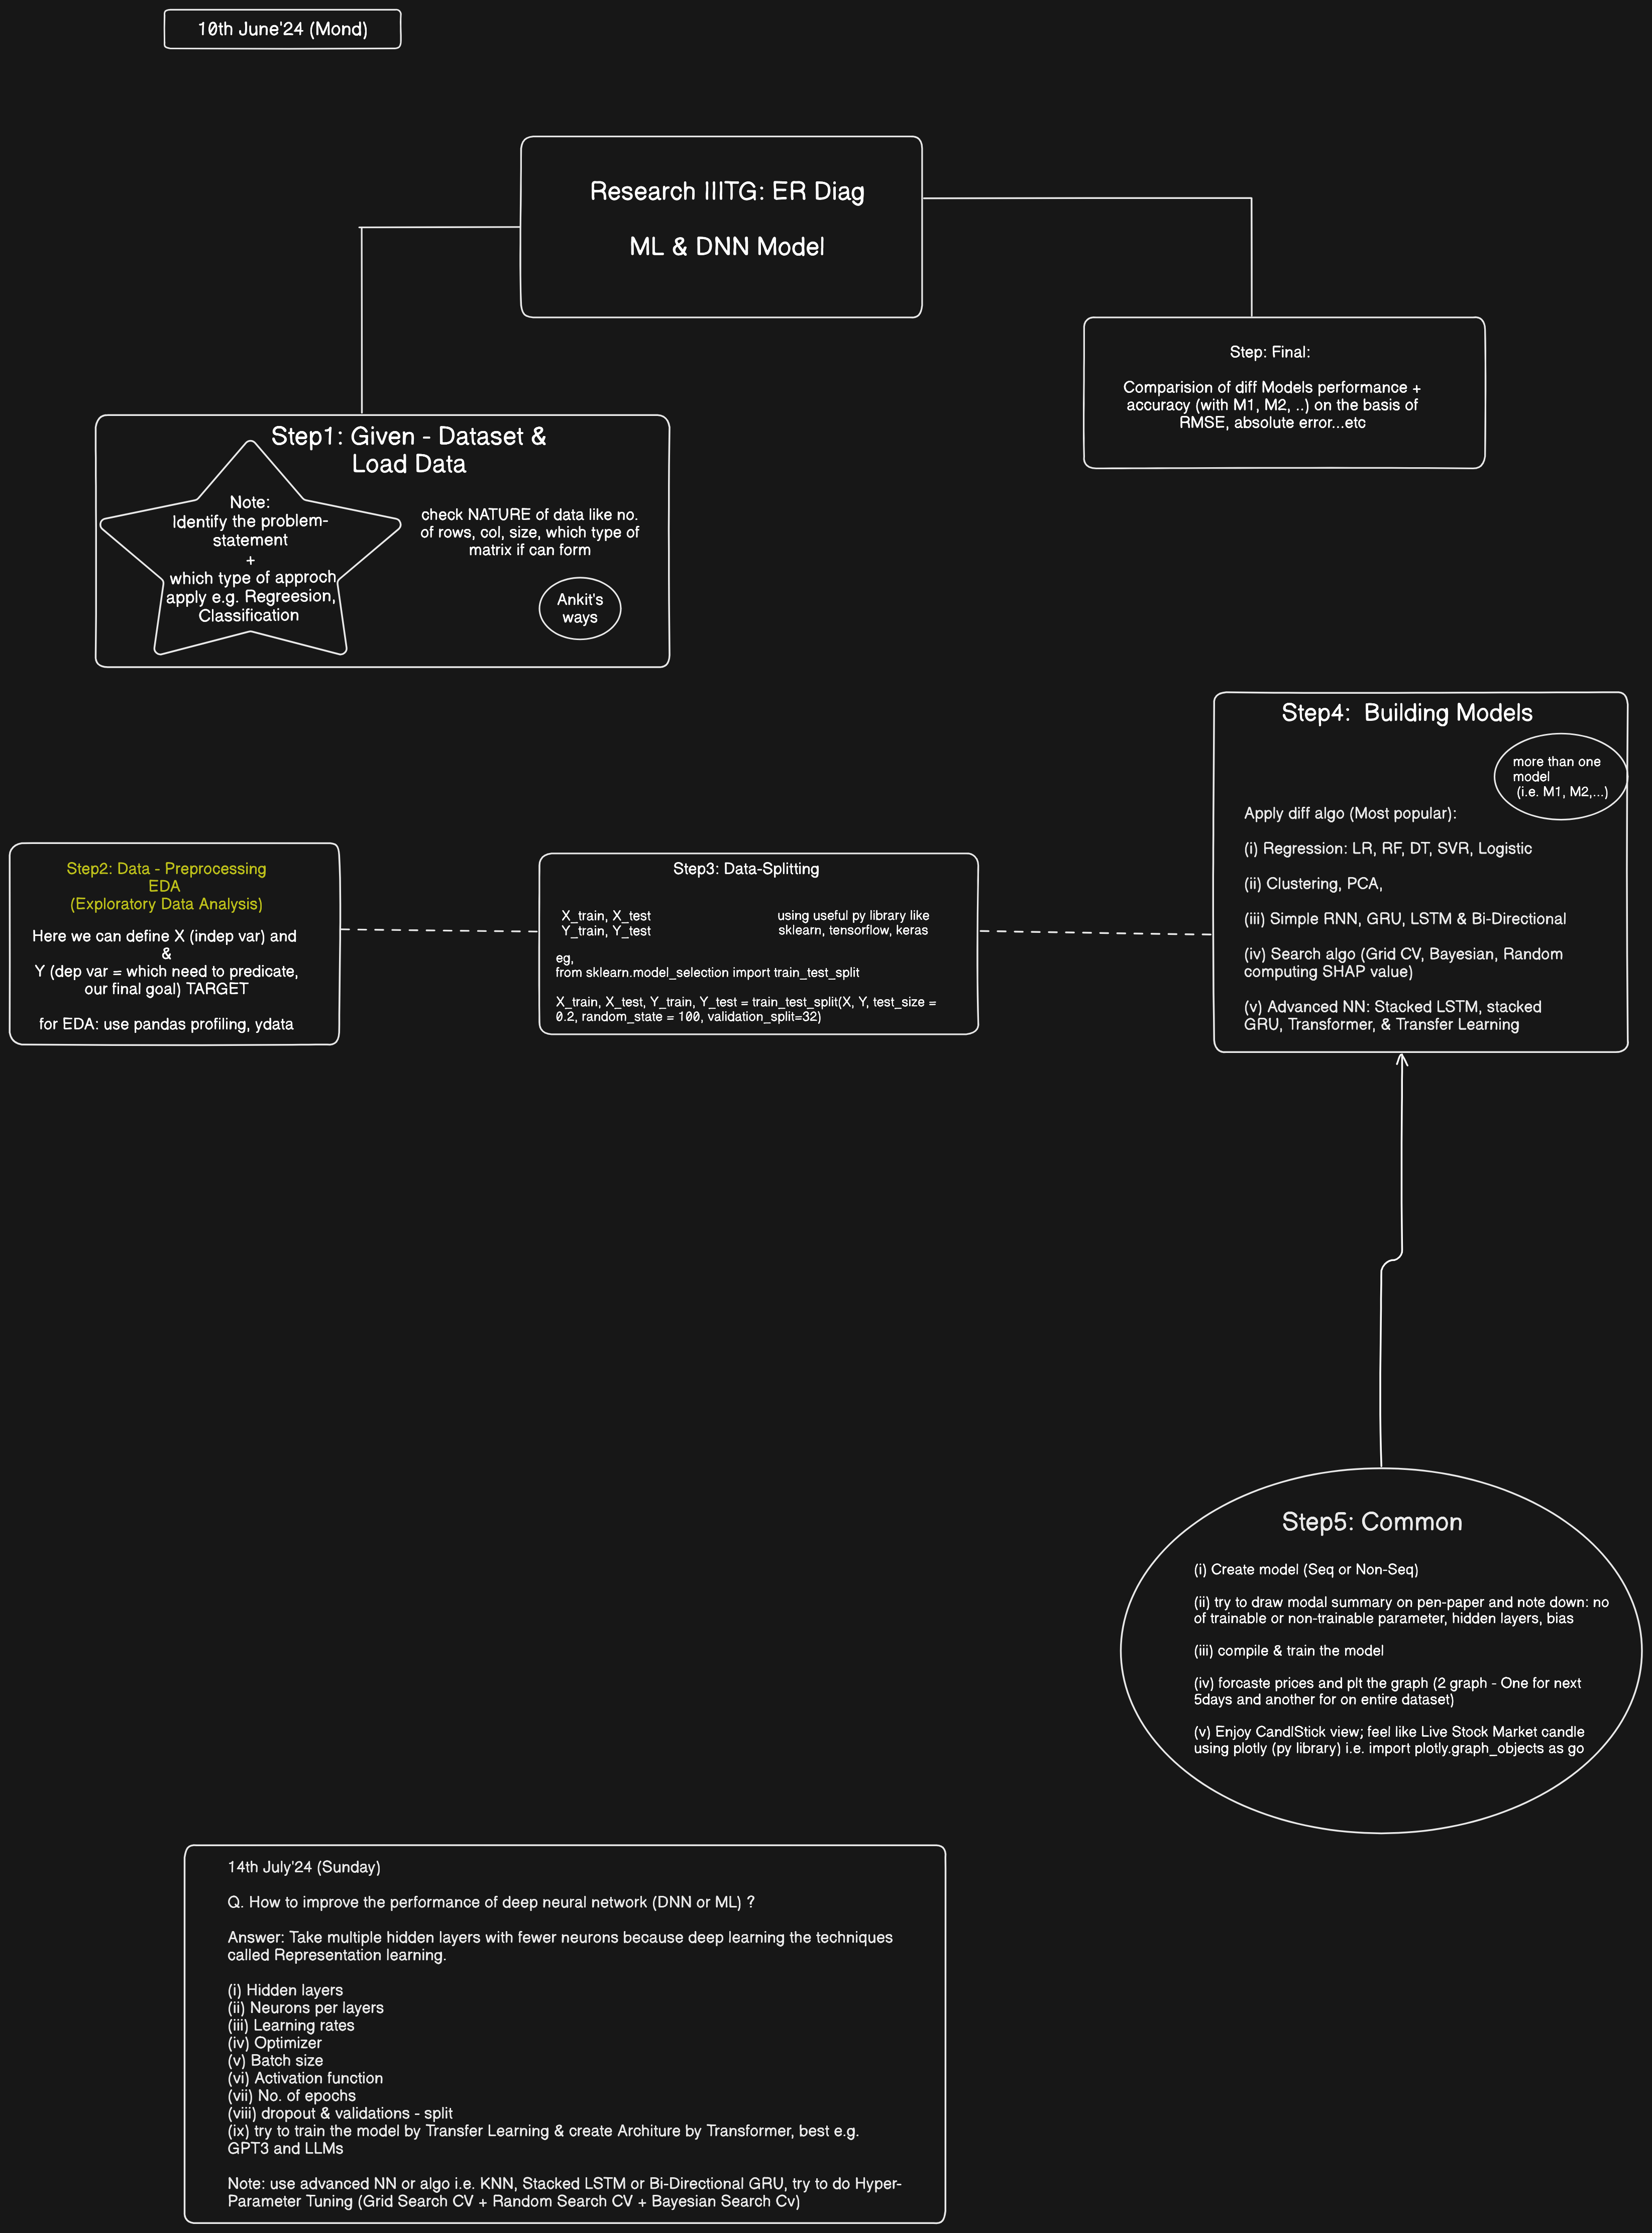 10th June'24 (Mond)
Research IIITG: ER Diag
ML & DNN Model
Step: Final:
Comparision of diff Models performance +
accuracy (with M1, M2, ..) on the basis of
RMSE, absolute error...etc
Step1: Given - Dataset &
Load Data
Note:
Identify the problem-
statement
+
which type of approch
apply e.g. Regreesion,
Classification
check NATURE of data like no.
of rows, col, size, which type of
matrix if can form
Ankit's
ways
Step2: Data - Preprocessing
EDA
(Exploratory Data Analysis)
Here we can define X (indep var) and
&
Y (dep var = which need to predicate,
our final goal) TARGET
for EDA: use pandas profiling, ydata
Step3: Data-Splitting
X_train, X_test
Y_train, Y_test
using useful py library like
sklearn, tensorflow, keras
eg,
from sklearn.model_selection import train_test_split
X_train, X_test, Y_train, Y_test = train_test_split(X, Y, test_size =
0.2, random_state = 100, validation_split=32)
Step4: Building Models
more than one
model
(i.e. M1, M2,...)
Apply diff algo (Most popular):
(i) Regression: LR, RF, DT, SVR, Logistic
(ii) Clustering, PCA,
(iii) Simple RNN, GRU, LSTM & Bi-Directional
(iv) Search algo (Grid CV, Bayesian, Random
computing SHAP value)
(v) Advanced NN: Stacked LSTM, stacked
GRU, Transformer, & Transfer Learning
Step5: Common
(i) Create model (Seq or Non-Seq)
(ii) try to draw modal summary on pen-paper and note down: no
of trainable or non-trainable parameter, hidden layers, bias
(iii) compile & train the model
(iv) forcaste prices and plt the graph (2 graph - One for next
5days and another for on entire dataset)
(v) Enjoy CandlStick view; feel like Live Stock Market candle
using plotly (py library) i.e. import plotly.graph_objects as go
14th July'24 (Sunday)
Q. How to improve the performance of deep neural network (DNN or ML) ?
Answer: Take multiple hidden layers with fewer neurons because deep learning the techniques
called Representation learning.
(i) Hidden layers
(ii) Neurons per layers
(iii) Learning rates
(iv) Optimizer
(v) Batch size
(vi) Activation function
(vii) No. of epochs
(viii) dropout & validations - split
(ix) try to train the model by Transfer Learning & create Architure by Transformer, best e.g.
GPT3 and LLMs
Note: use advanced NN or algo i.e. KNN, Stacked LSTM or Bi-Directional GRU, try to do Hyper-
Parameter Tuning (Grid Search CV + Random Search CV + Bayesian Search Cv)